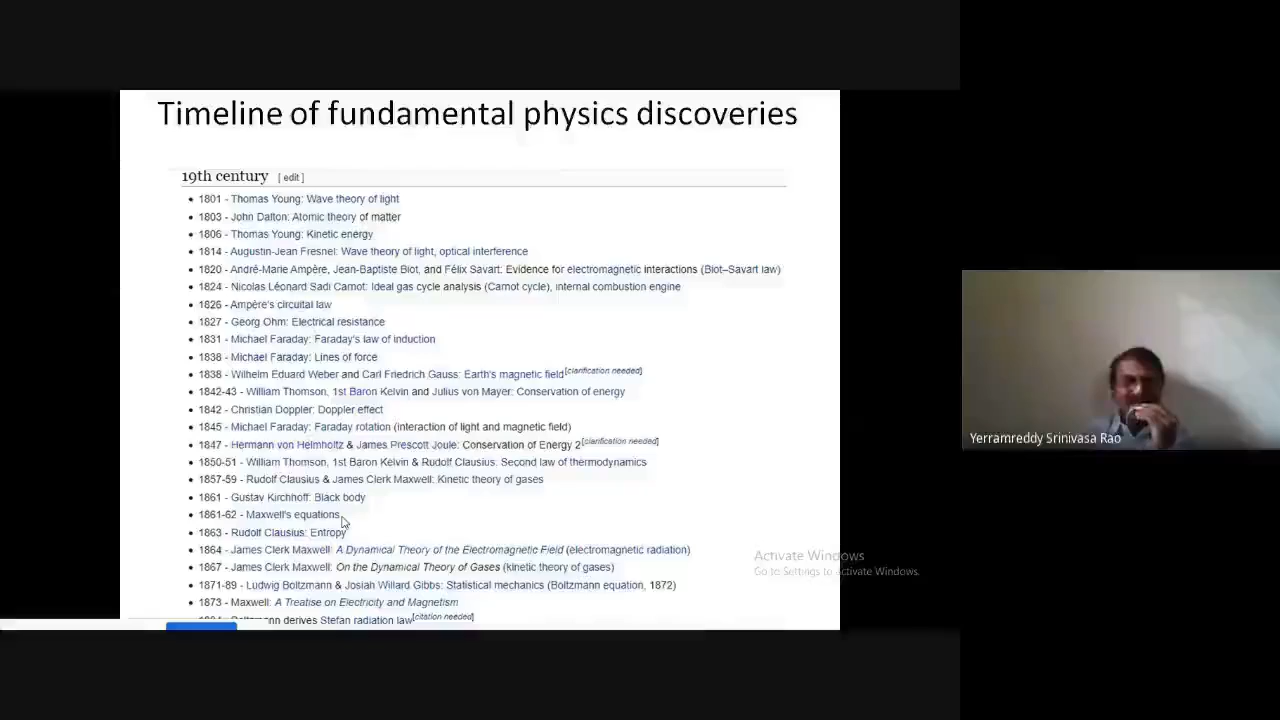 Timeline of fundamental physics discoveries
19th century [ edit ]
• 1801 - Thomas Young: Wave theory of light
• 1803 - John Dalton: Atomic theory of matter
• 1806 - Thomas Young: Kinetic energy
• 1814 - Augustin-Jean Fresnel: Wave theory of light, optical interference
• 1820 - André-Marie Ampère, Jean-Baptiste Biot, and Félix Savart: Evidence for electromagnetic interactions (Biot–Savart law)
• 1824 - Nicolas Léonard Sadi Carnot: Ideal gas cycle analysis (Carnot cycle), internal combustion engine
• 1826 - Ampère's circuital law
• 1827 - Georg Ohm: Electrical resistance
• 1831 - Michael Faraday: Faraday's law of induction
• 1838 - Michael Faraday: Lines of force
• 1838 - Wilhelm Eduard Weber and Carl Friedrich Gauss: Earth's magnetic field[clarification needed]
• 1842-43 - William Thomson, 1st Baron Kelvin and Julius von Mayer: Conservation of energy
• 1842 - Christian Doppler: Doppler effect
• 1845 - Michael Faraday: Faraday rotation (interaction of light and magnetic field)
• 1847 - Hermann von Helmholtz & James Prescott Joule: Conservation of Energy 2[clarification needed]
• 1850-51 - William Thomson, 1st Baron Kelvin & Rudolf Clausius: Second law of thermodynamics
• 1857-59 - Rudolf Clausius & James Clerk Maxwell: Kinetic theory of gases
• 1861 - Gustav Kirchhoff: Black body
• 1861-62 - Maxwell's equations
• 1863 - Rudolf Clausius: Entropy
• 1864 - James Clerk Maxwell: A Dynamical Theory of the Electromagnetic Field (electromagnetic radiation)
• 1867 - James Clerk Maxwell: On the Dynamical Theory of Gases (kinetic theory of gases)
• 1871-89 - Ludwig Boltzmann & Josiah Willard Gibbs: Statistical mechanics (Boltzmann equation, 1872)
• 1873 - Maxwell: A Treatise on Electricity and Magnetism
derives Stefan radiation law[citation needed]
Yerramreddy Srinivasa Rao
Activate Windows
Go to Settings to activate Windows.